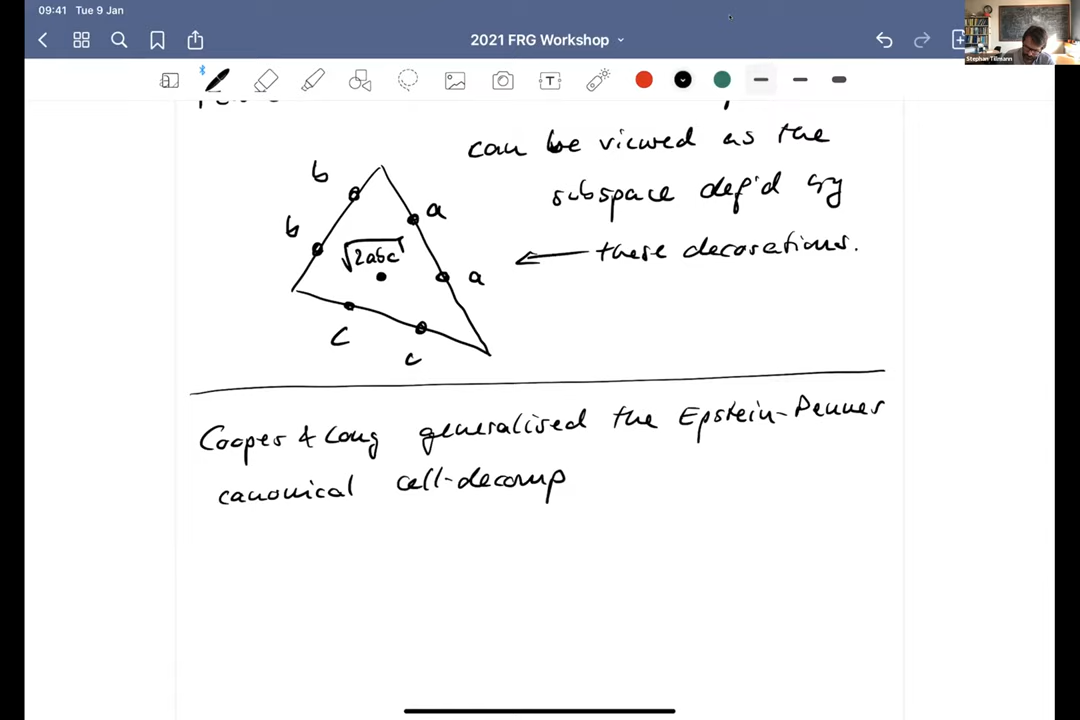 09:41 Tue 9 Jan
2021 FRG Workshop
Stephan Tillmann
can be viewed as the
subspace def'd by
these decorations.
b
b
a
a
√2abc
c
c
Cooper & Long generalised the Epstein-Penner
canonical cell-decomp